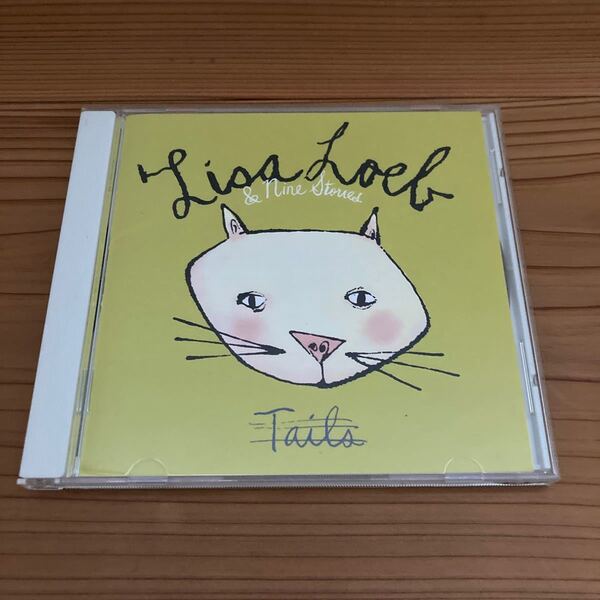 Lisa Loeb
& Nine Stories
Tails